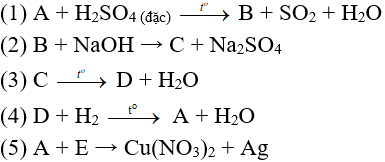 (1) A + H₂SO₄ (đặc) —t°→ B + SO₂ + H₂O
(2) B + NaOH → C + Na₂SO₄
(3) C —t°→ D + H₂O
(4) D + H₂ —t°→ A + H₂O
(5) A + E → Cu(NO₃)₂ + Ag